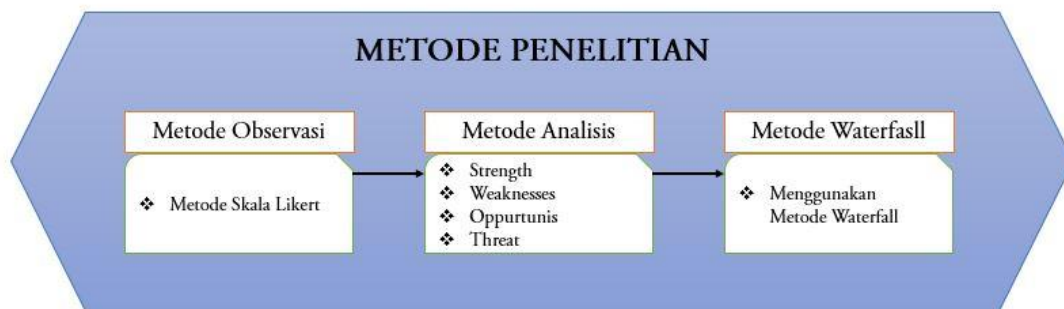 METODE PENELITIAN
Metode Observasi
❖ Metode Skala Likert
Metode Analisis
❖ Strength
❖ Weaknesses
❖ Oppurtunis
❖ Threat
Metode Waterfasll
❖ Menggunakan
Metode Waterfall